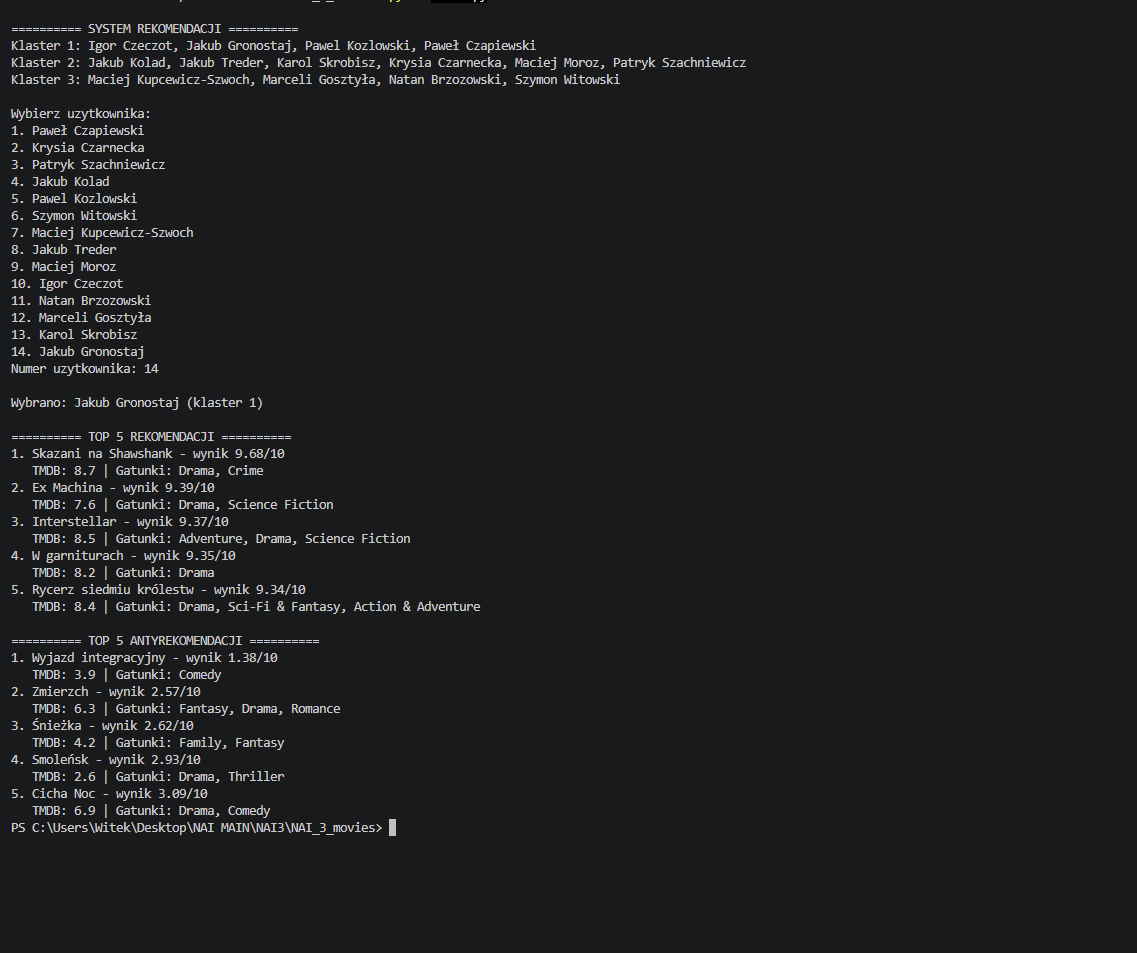 ========== SYSTEM REKOMENDACJI ==========
Klaster 1: Igor Czeczot, Jakub Gronostaj, Pawel Kozlowski, Paweł Czapiewski
Klaster 2: Jakub Kolad, Jakub Treder, Karol Skrobisz, Krysia Czarnecka, Maciej Moroz, Patryk Szachniewicz
Klaster 3: Maciej Kupcewicz-Szwoch, Marceli Gosztyła, Natan Brzozowski, Szymon Witowski
Wybierz uzytkownika:
1. Paweł Czapiewski
2. Krysia Czarnecka
3. Patryk Szachniewicz
4. Jakub Kolad
5. Pawel Kozlowski
6. Szymon Witowski
7. Maciej Kupcewicz-Szwoch
8. Jakub Treder
9. Maciej Moroz
10. Igor Czeczot
11. Natan Brzozowski
12. Marceli Gosztyła
13. Karol Skrobisz
14. Jakub Gronostaj
Numer uzytkownika: 14
Wybrano: Jakub Gronostaj (klaster 1)
========== TOP 5 REKOMENDACJI ==========
1. Skazani na Shawshank - wynik 9.68/10
TMDB: 8.7 | Gatunki: Drama, Crime
2. Ex Machina - wynik 9.39/10
TMDB: 7.6 | Gatunki: Drama, Science Fiction
3. Interstellar - wynik 9.37/10
TMDB: 8.5 | Gatunki: Adventure, Drama, Science Fiction
4. W garniturach - wynik 9.35/10
TMDB: 8.2 | Gatunki: Drama
5. Rycerz siedmiu królestw - wynik 9.34/10
TMDB: 8.4 | Gatunki: Drama, Sci-Fi & Fantasy, Action & Adventure
========== TOP 5 ANTYREKOMENDACJI ==========
1. Wyjazd integracyjny - wynik 1.38/10
TMDB: 3.9 | Gatunki: Comedy
2. Zmierzch - wynik 2.57/10
TMDB: 6.3 | Gatunki: Fantasy, Drama, Romance
3. Śnieżka - wynik 2.62/10
TMDB: 4.2 | Gatunki: Family, Fantasy
4. Smoleńsk - wynik 2.93/10
TMDB: 2.6 | Gatunki: Drama, Thriller
5. Cicha Noc - wynik 3.09/10
TMDB: 6.9 | Gatunki: Drama, Comedy
PS C:\Users\Witek\Desktop\NAI MAIN\NAI3\NAI_3_movies>